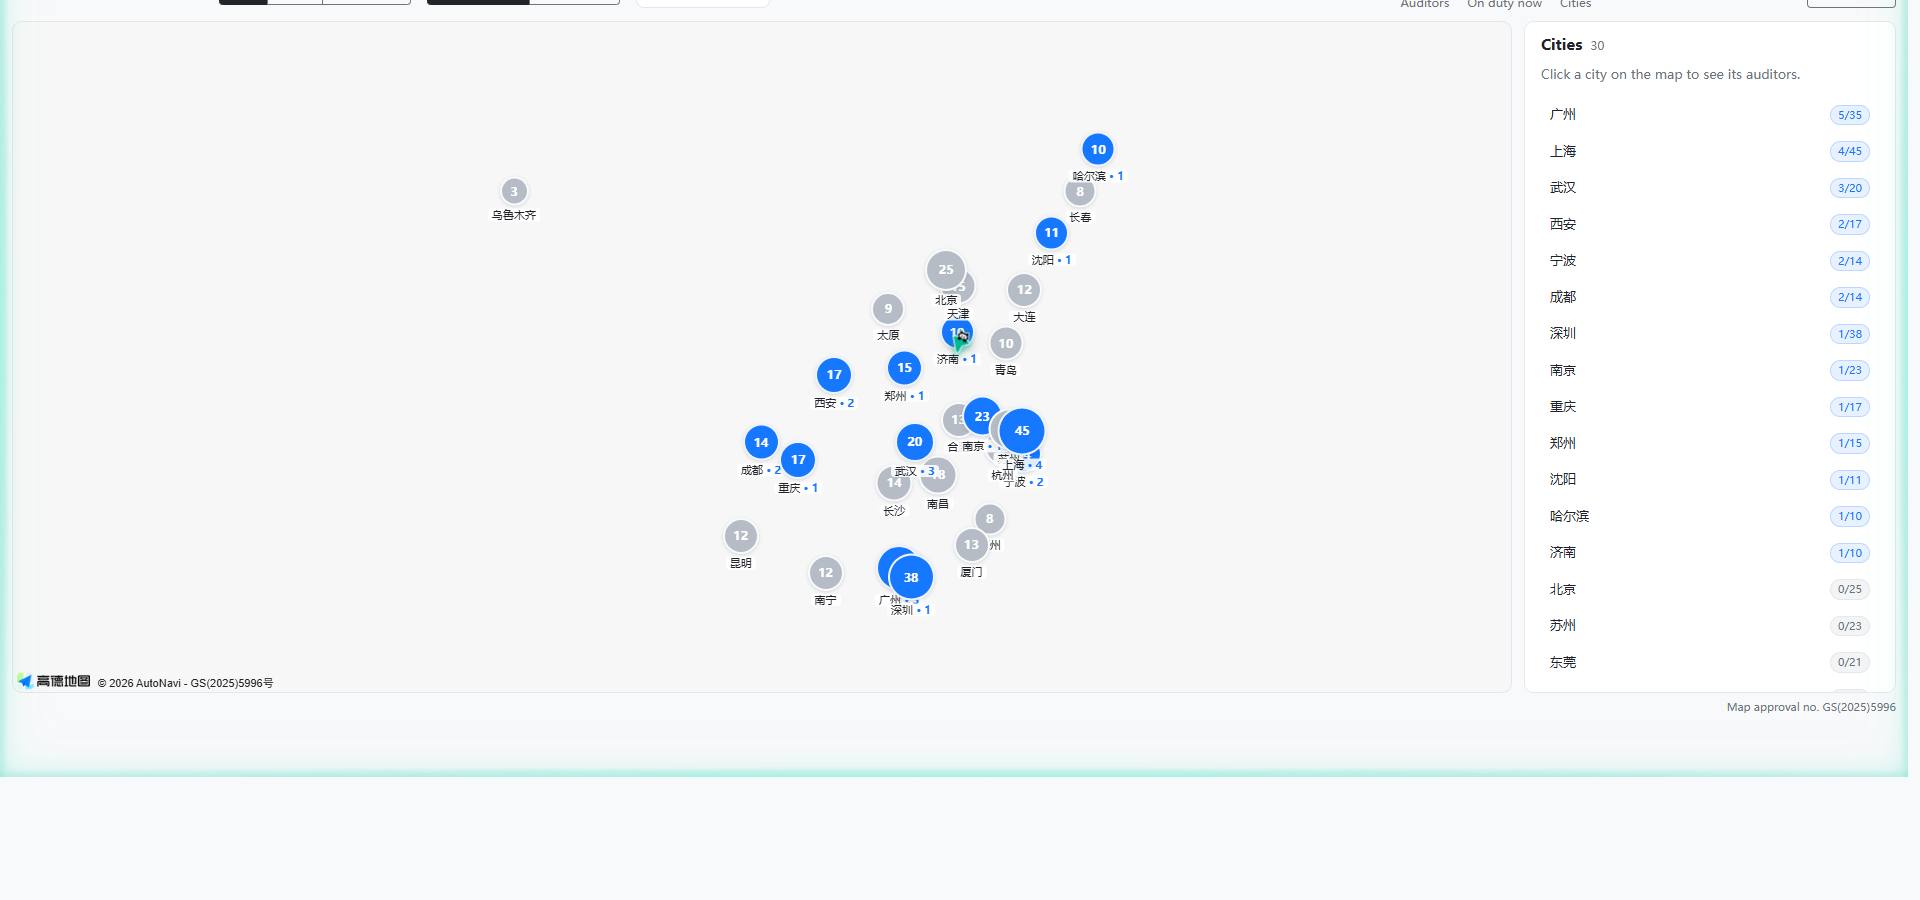 Auditors On duty now Cities
Cities 30
Click a city on the map to see its auditors.
广州 5/35
上海 4/45
武汉 3/20
西安 2/17
宁波 2/14
成都 2/14
深圳 1/38
南京 1/23
重庆 1/17
郑州 1/15
沈阳 1/11
哈尔滨 1/10
济南 1/10
北京 0/25
苏州 0/23
东莞 0/21
10
哈尔滨 • 1
3
乌鲁木齐
8
长春
11
沈阳 • 1
25
北京
天津
12
大连
9
太原
济南 • 1
10
青岛
15
郑州 • 1
17
西安 • 2
23
南京 •
45
上海 • 4
杭州
波 • 2
20
武汉 • 3
14
成都 • 2
17
重庆 • 1
14
长沙
南昌
8
州
13
厦门
12
昆明
12
南宁
38
广州
深圳 • 1
高德地图 © 2026 AutoNavi - GS(2025)5996号
Map approval no. GS(2025)5996